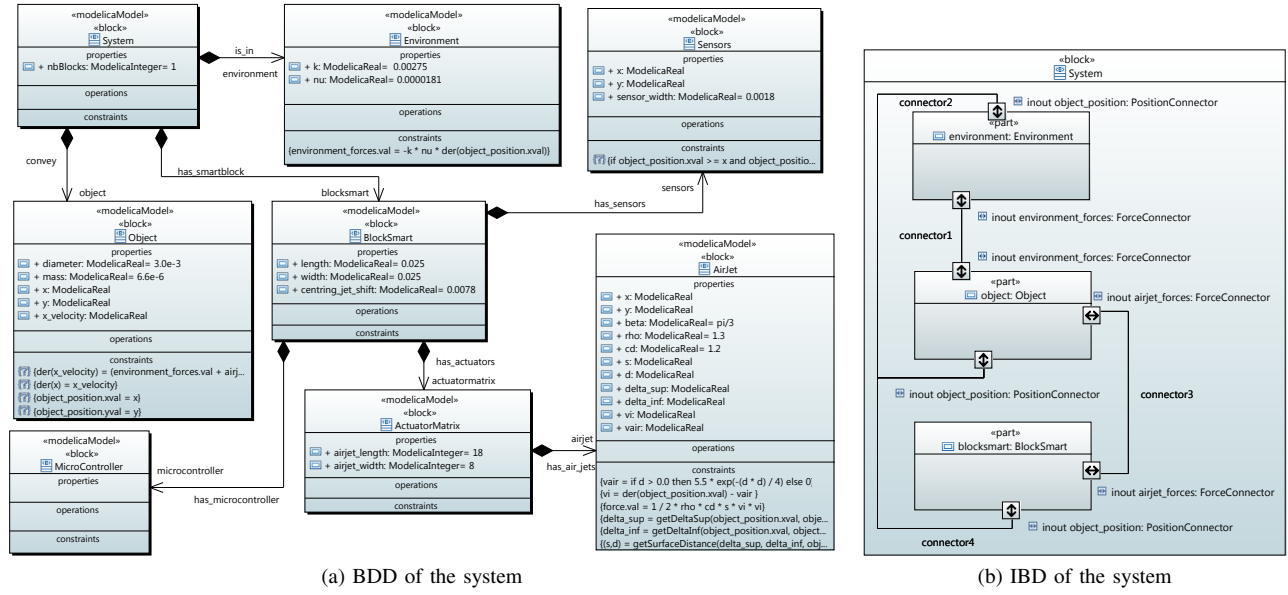 «modelicaModel»
«block»
System
properties
+ nbBlocks: ModelicaInteger= 1
operations
constraints
is_in
environment
«modelicaModel»
«block»
Environment
properties
+ k: ModelicaReal=  0.00275
+ nu: ModelicaReal= 0.0000181
operations
constraints
{environment_forces.val = -k * nu * der(object_position.xval)}
«modelicaModel»
«block»
Sensors
properties
+ x: ModelicaReal
+ y: ModelicaReal
+ sensor_width: ModelicaReal= 0.0018
operations
constraints
{if object_position.xval >= x and object_positio...
convey
object
has_smartblock
blocksmart
sensors
has_sensors
«modelicaModel»
«block»
Object
properties
+ diameter: ModelicaReal= 3.0e-3
+ mass: ModelicaReal= 6.6e-6
+ x: ModelicaReal
+ y: ModelicaReal
+ x_velocity: ModelicaReal
operations
constraints
{der(x_velocity) = (environment_forces.val + airj...
{der(x) = x_velocity}
{object_position.xval = x}
{object_position.yval = y}
«modelicaModel»
«block»
BlockSmart
properties
+ length: ModelicaReal= 0.025
+ width: ModelicaReal= 0.025
+ centring_jet_shift: ModelicaReal= 0.0078
operations
constraints
has_actuators
actuatormatrix
microcontroller
has_microcontroller
«modelicaModel»
«block»
MicroController
properties
operations
constraints
«modelicaModel»
«block»
ActuatorMatrix
properties
+ airjet_length: ModelicaInteger= 18
+ airjet_width: ModelicaInteger= 8
operations
constraints
airjet
has_air_jets
«modelicaModel»
«block»
AirJet
properties
+ x: ModelicaReal
+ y: ModelicaReal
+ beta: ModelicaReal= pi/3
+ rho: ModelicaReal= 1.3
+ cd: ModelicaReal= 1.2
+ s: ModelicaReal
+ d: ModelicaReal
+ delta_sup: ModelicaReal
+ delta_inf: ModelicaReal
+ vi: ModelicaReal
+ vair: ModelicaReal
operations
constraints
{vair = if d > 0.0 then 5.5 * exp(-(d * d) / 4) else 0}
{vi = der(object_position.xval) - vair }
{force.val = 1 / 2 * rho * cd * s * vi * vi}
{delta_sup = getDeltaSup(object_position.xval, obje...
{delta_inf = getDeltaInf(object_position.xval, object...
{(s,d) = getSurfaceDistance(delta_sup, delta_inf, obj...
(a) BDD of the system
«block»
System
connector2
inout object_position: PositionConnector
«part»
environment: Environment
inout environment_forces: ForceConnector
connector1
inout environment_forces: ForceConnector
«part»
object: Object
inout airjet_forces: ForceConnector
inout object_position: PositionConnector
connector3
«part»
blocksmart: BlockSmart
inout airjet_forces: ForceConnector
inout object_position: PositionConnector
connector4
(b) IBD of the system